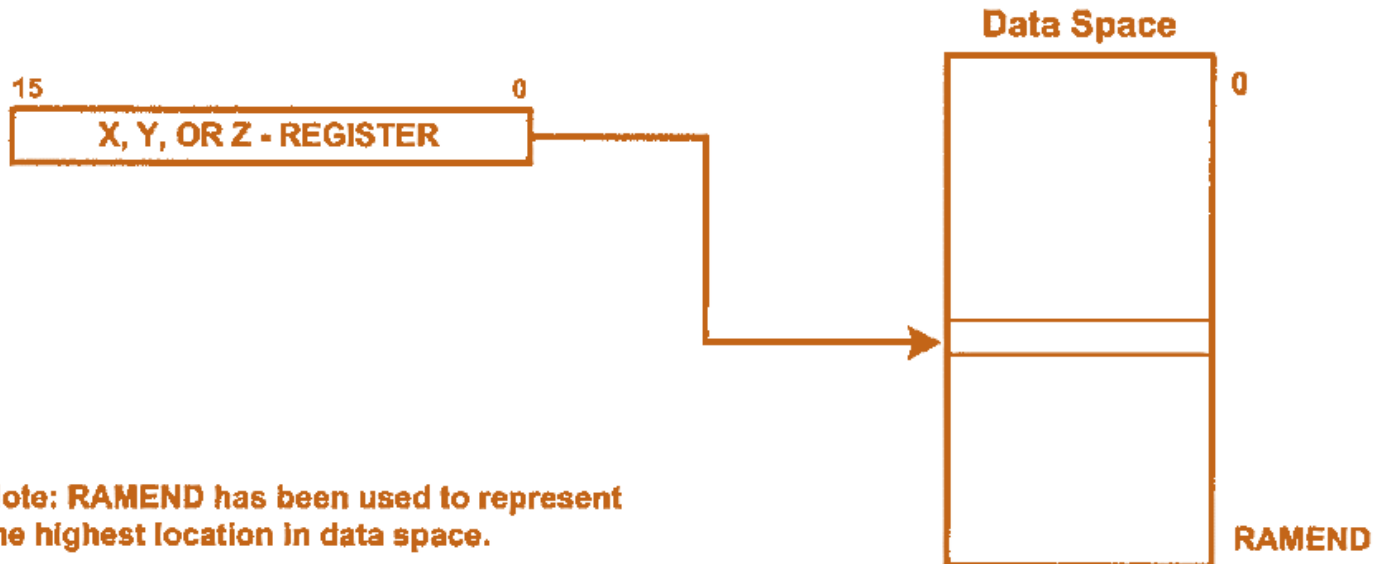 Data Space
15
0
0
X, Y, OR Z - REGISTER
ote: RAMEND has been used to represent
he highest location in data space.
RAMEND